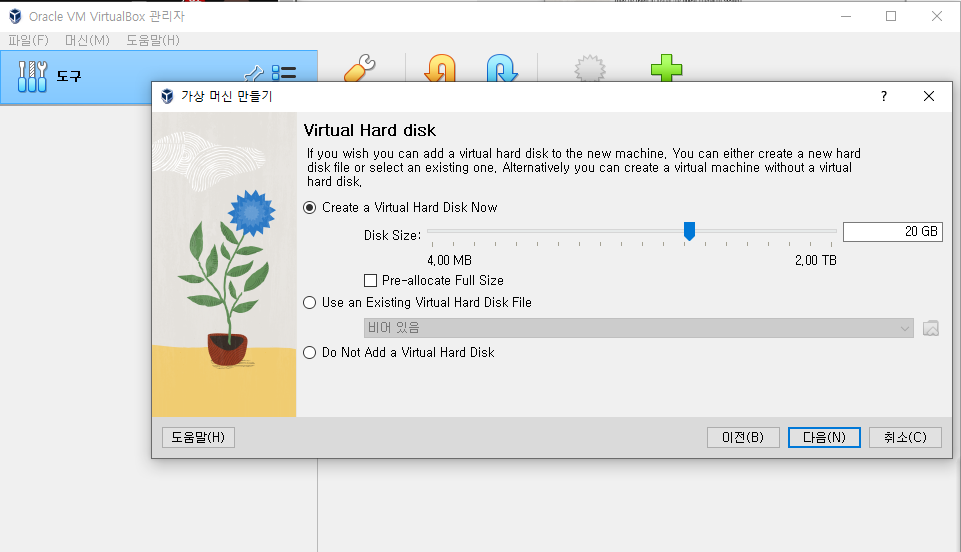 Oracle VM VirtualBox 관리자
파일(F) 머신(M) 도움말(H)
도구
가상 머신 만들기
?
Virtual Hard disk
If you wish you can add a virtual hard disk to the new machine. You can either create a new hard
disk file or select an existing one. Alternatively you can create a virtual machine without a virtual
hard disk.
Create a Virtual Hard Disk Now
Disk Size: 20 GB
4.00 MB 2.00 TB
Pre-allocate Full Size
Use an Existing Virtual Hard Disk File
비어 있음
Do Not Add a Virtual Hard Disk
도움말(H) 이전(B) 다음(N) 취소(C)